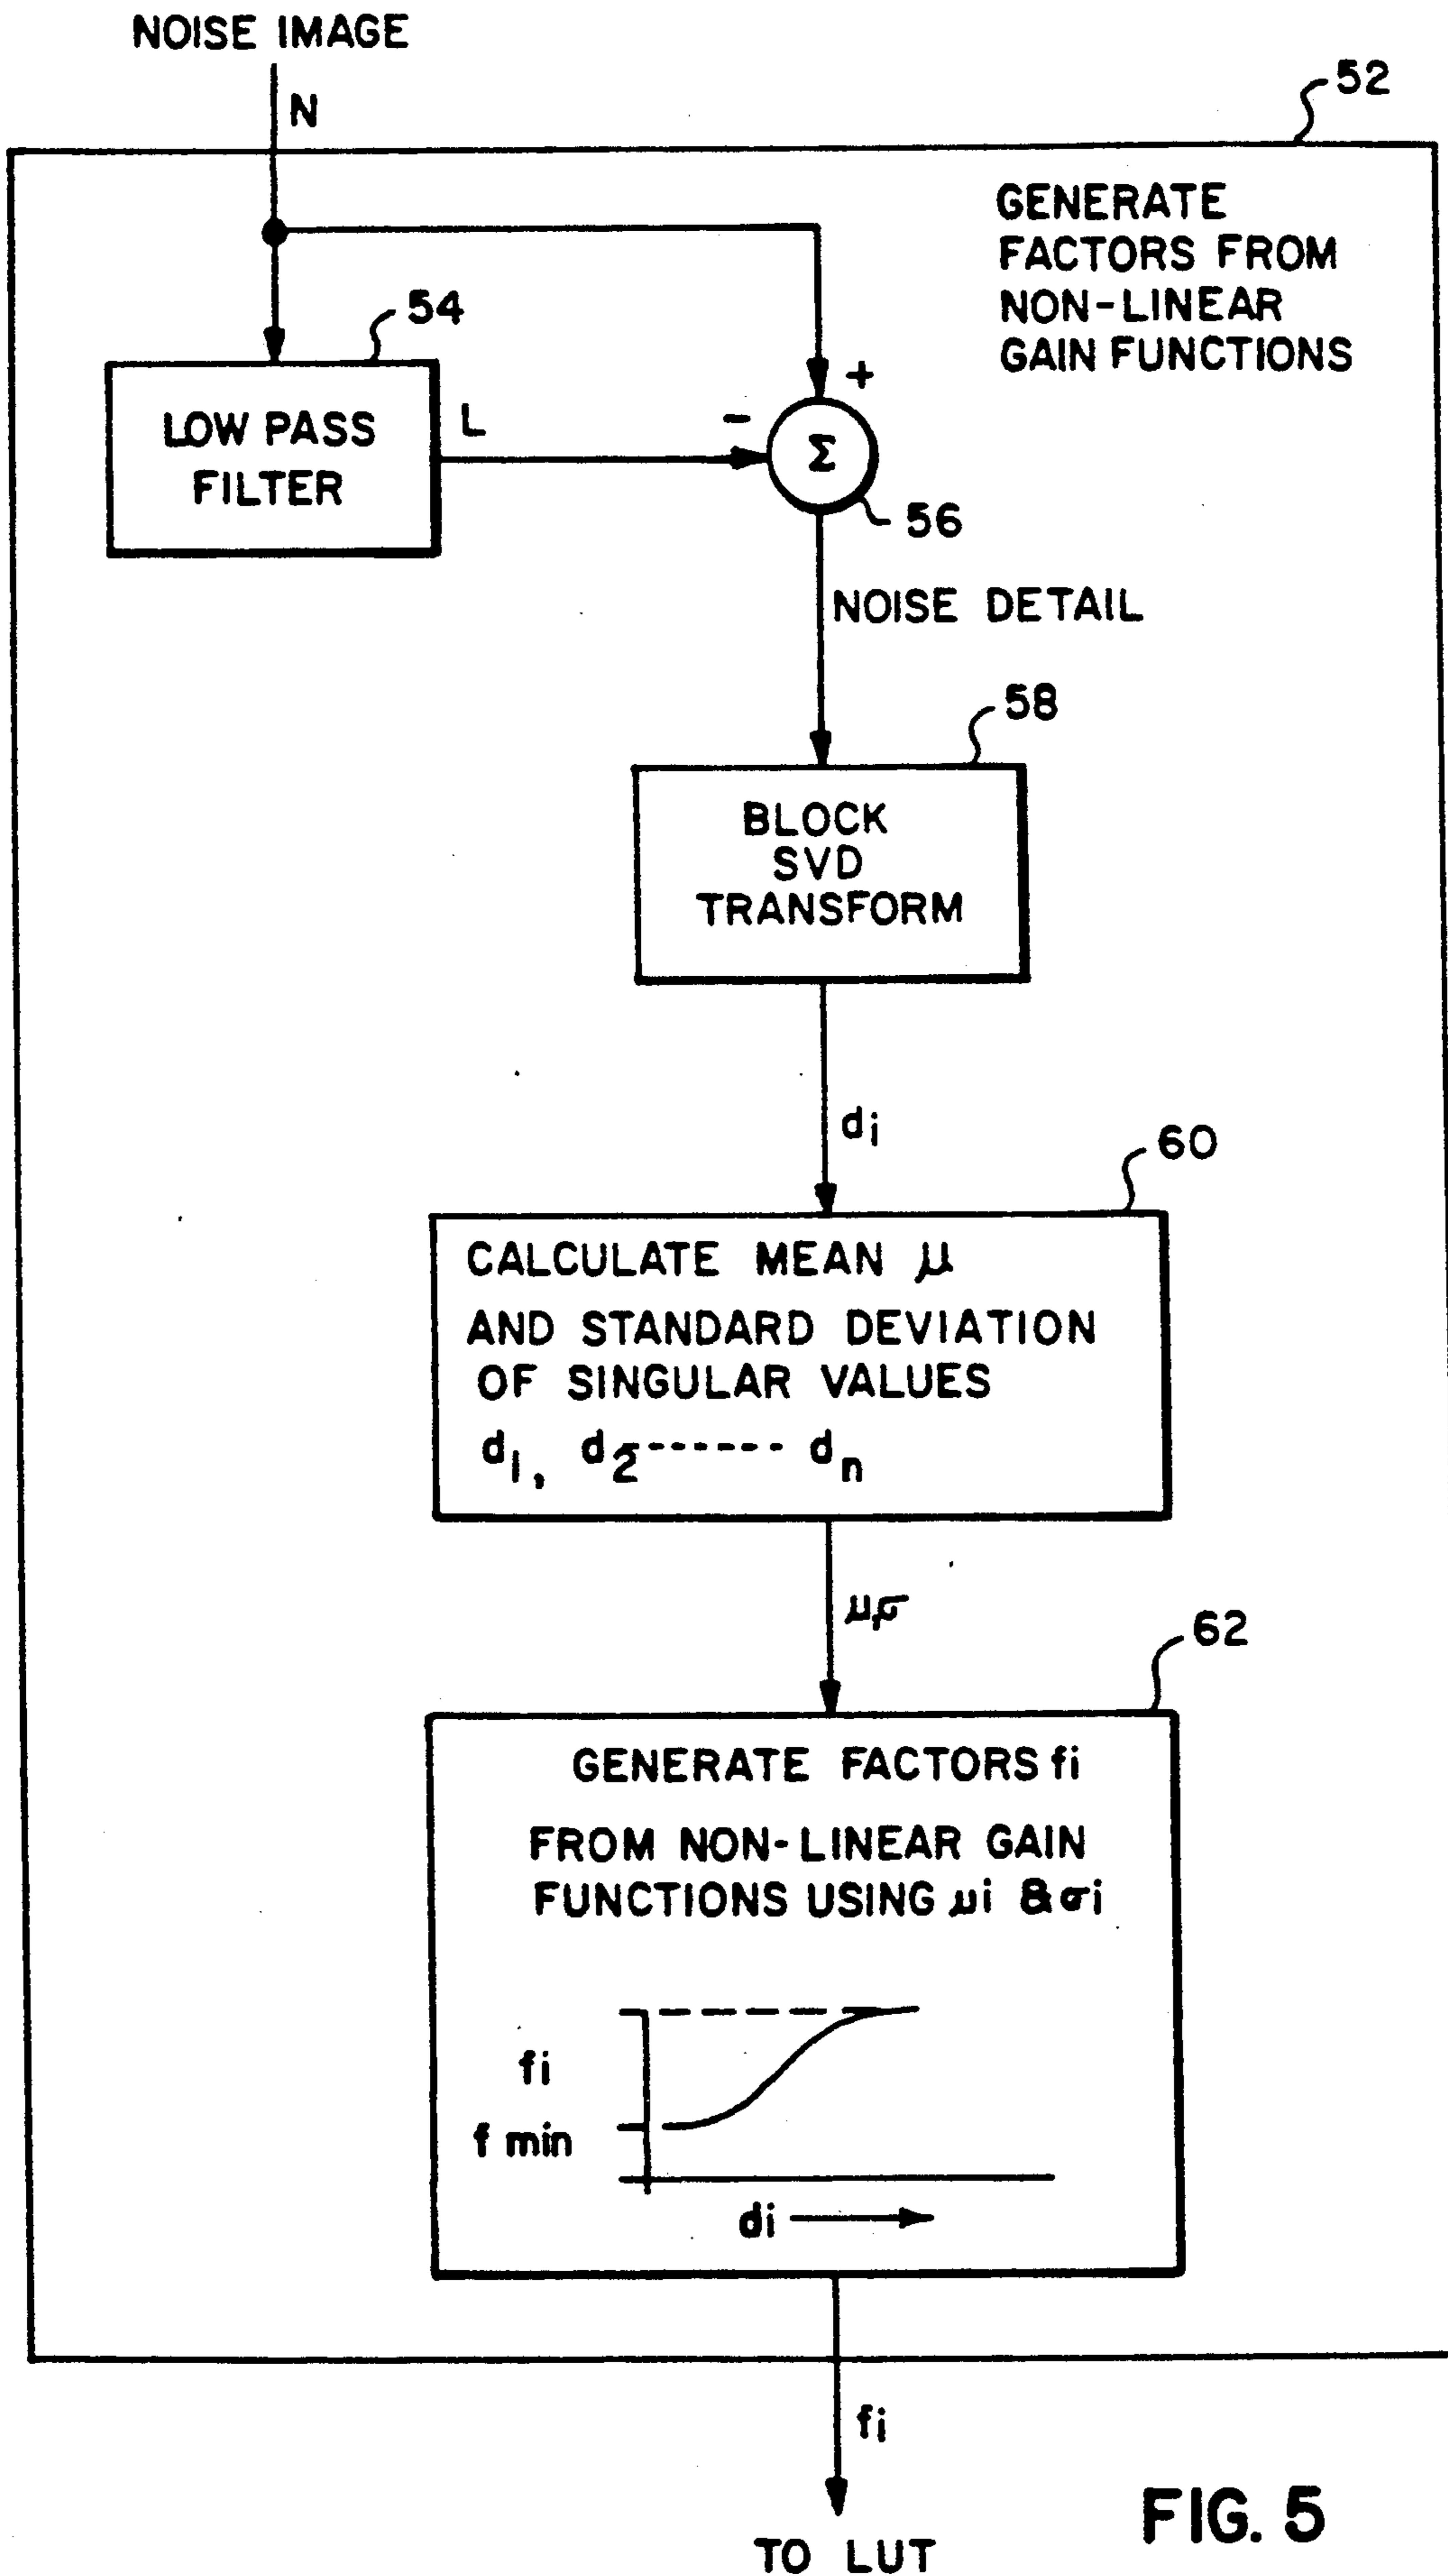 NOISE IMAGE
N
52
GENERATE
FACTORS FROM
NON-LINEAR
GAIN FUNCTIONS
54
LOW PASS
FILTER
L
-
+
Σ
56
NOISE DETAIL
58
BLOCK
SVD
TRANSFORM
di
60
CALCULATE MEAN μ
AND STANDARD DEVIATION
OF SINGULAR VALUES
d1, d2------ dn
μ,σ
62
GENERATE FACTORS fi
FROM NON-LINEAR GAIN
FUNCTIONS USING μi & σi
fi
f min
di
fi
TO LUT
FIG. 5